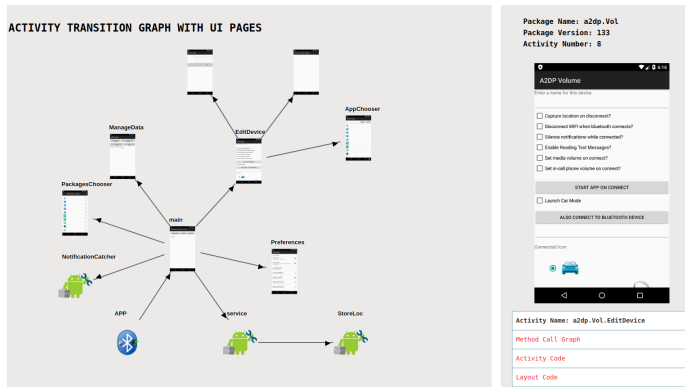 ACTIVITY TRANSITION GRAPH WITH UI PAGES
AppChooser
EditDevice
ManageData
PackagesChooser
main
Preferences
NotificationCatcher
APP
service
StoreLoc
Package Name: a2dp.Vol
Package Version: 133
Activity Number: 8
6:16
A2DP Volume
Enter a name for this device
Capture location on disconnect?
Disconnect WIFI when bluetooth connects?
Silence notifications while connected?
Enable Reading Text Messages?
Set media volume on connect?
Set in-call phone volume on connect?
START APP ON CONNECT
Launch Car Mode
ALSO CONNECT TO BLUETOOTH DEVICE
Connected Icon
Activity Name: a2dp.Vol.EditDevice
Method Call Graph
Activity Code
Layout Code